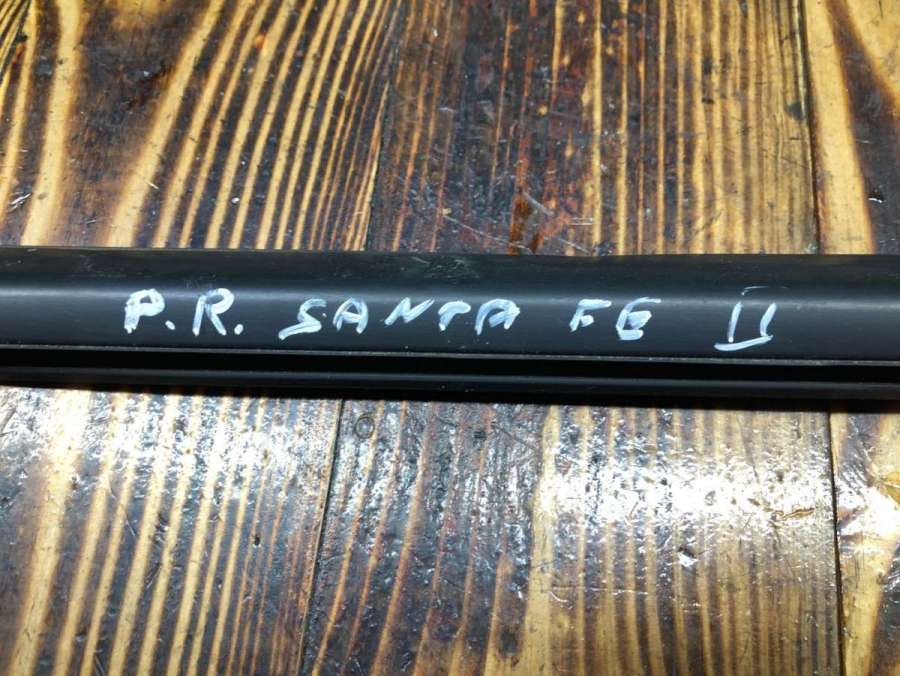 P.R. SANTA FE II